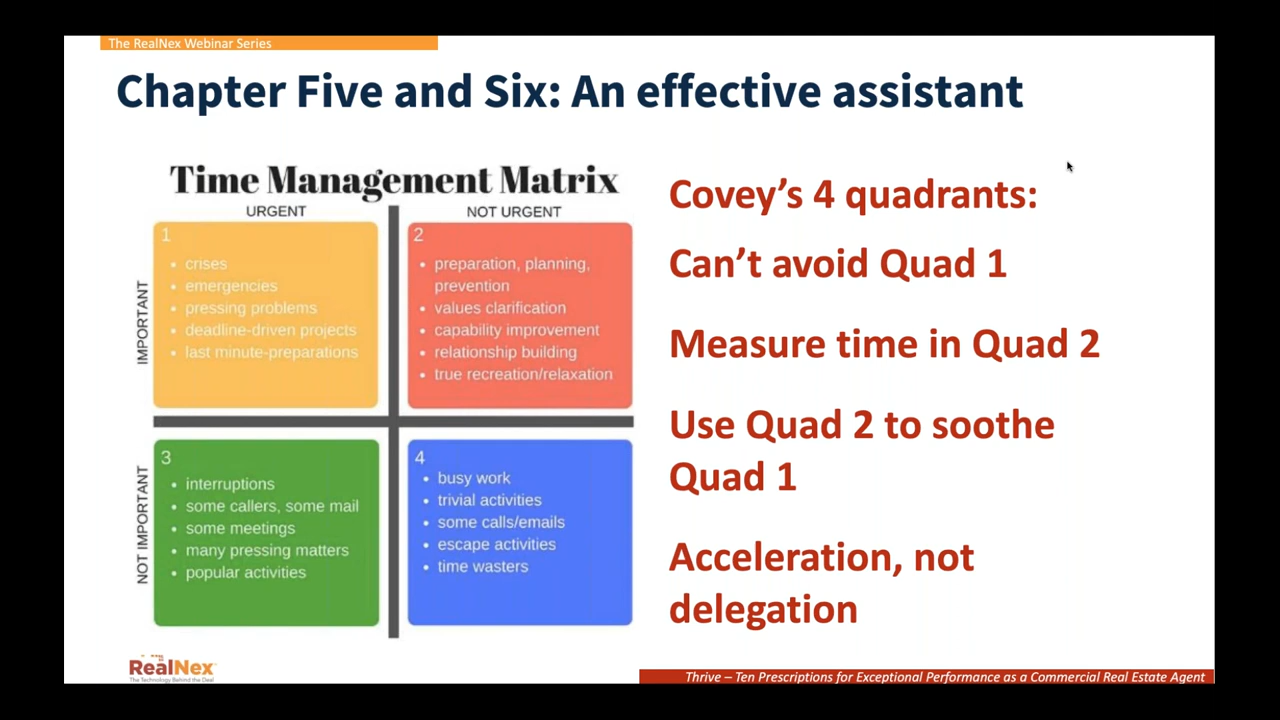 The RealNex Webinar Series
Chapter Five and Six: An effective assistant
Time Management Matrix
URGENT
NOT URGENT
IMPORTANT
1
• crises
• emergencies
• pressing problems
• deadline-driven projects
• last minute-preparations
2
• preparation, planning,
prevention
• values clarification
• capability improvement
• relationship building
• true recreation/relaxation
NOT IMPORTANT
3
• interruptions
• some callers, some mail
• some meetings
• many pressing matters
• popular activities
4
• busy work
• trivial activities
• some calls/emails
• escape activities
• time wasters
Covey’s 4 quadrants:
Can’t avoid Quad 1
Measure time in Quad 2
Use Quad 2 to soothe
Quad 1
Acceleration, not
delegation
RealNex
The Technology Behind the Deal
Thrive – Ten Prescriptions for Exceptional Performance as a Commercial Real Estate Agent